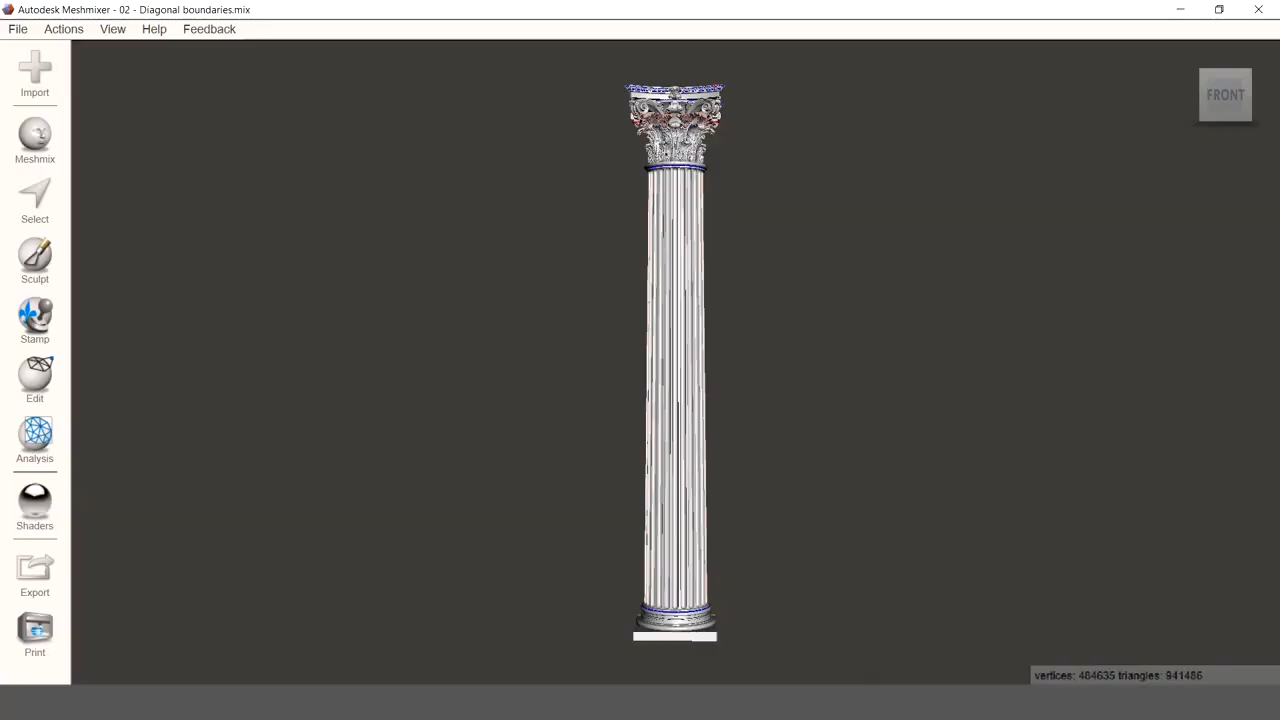 Autodesk Meshmixer - 02 - Diagonal boundaries.mix
File Actions View Help Feedback
Import
Meshmix
Select
Sculpt
Stamp
Edit
Analysis
Shaders
Export
Print
FRONT
vertices: 484635 triangles: 941486